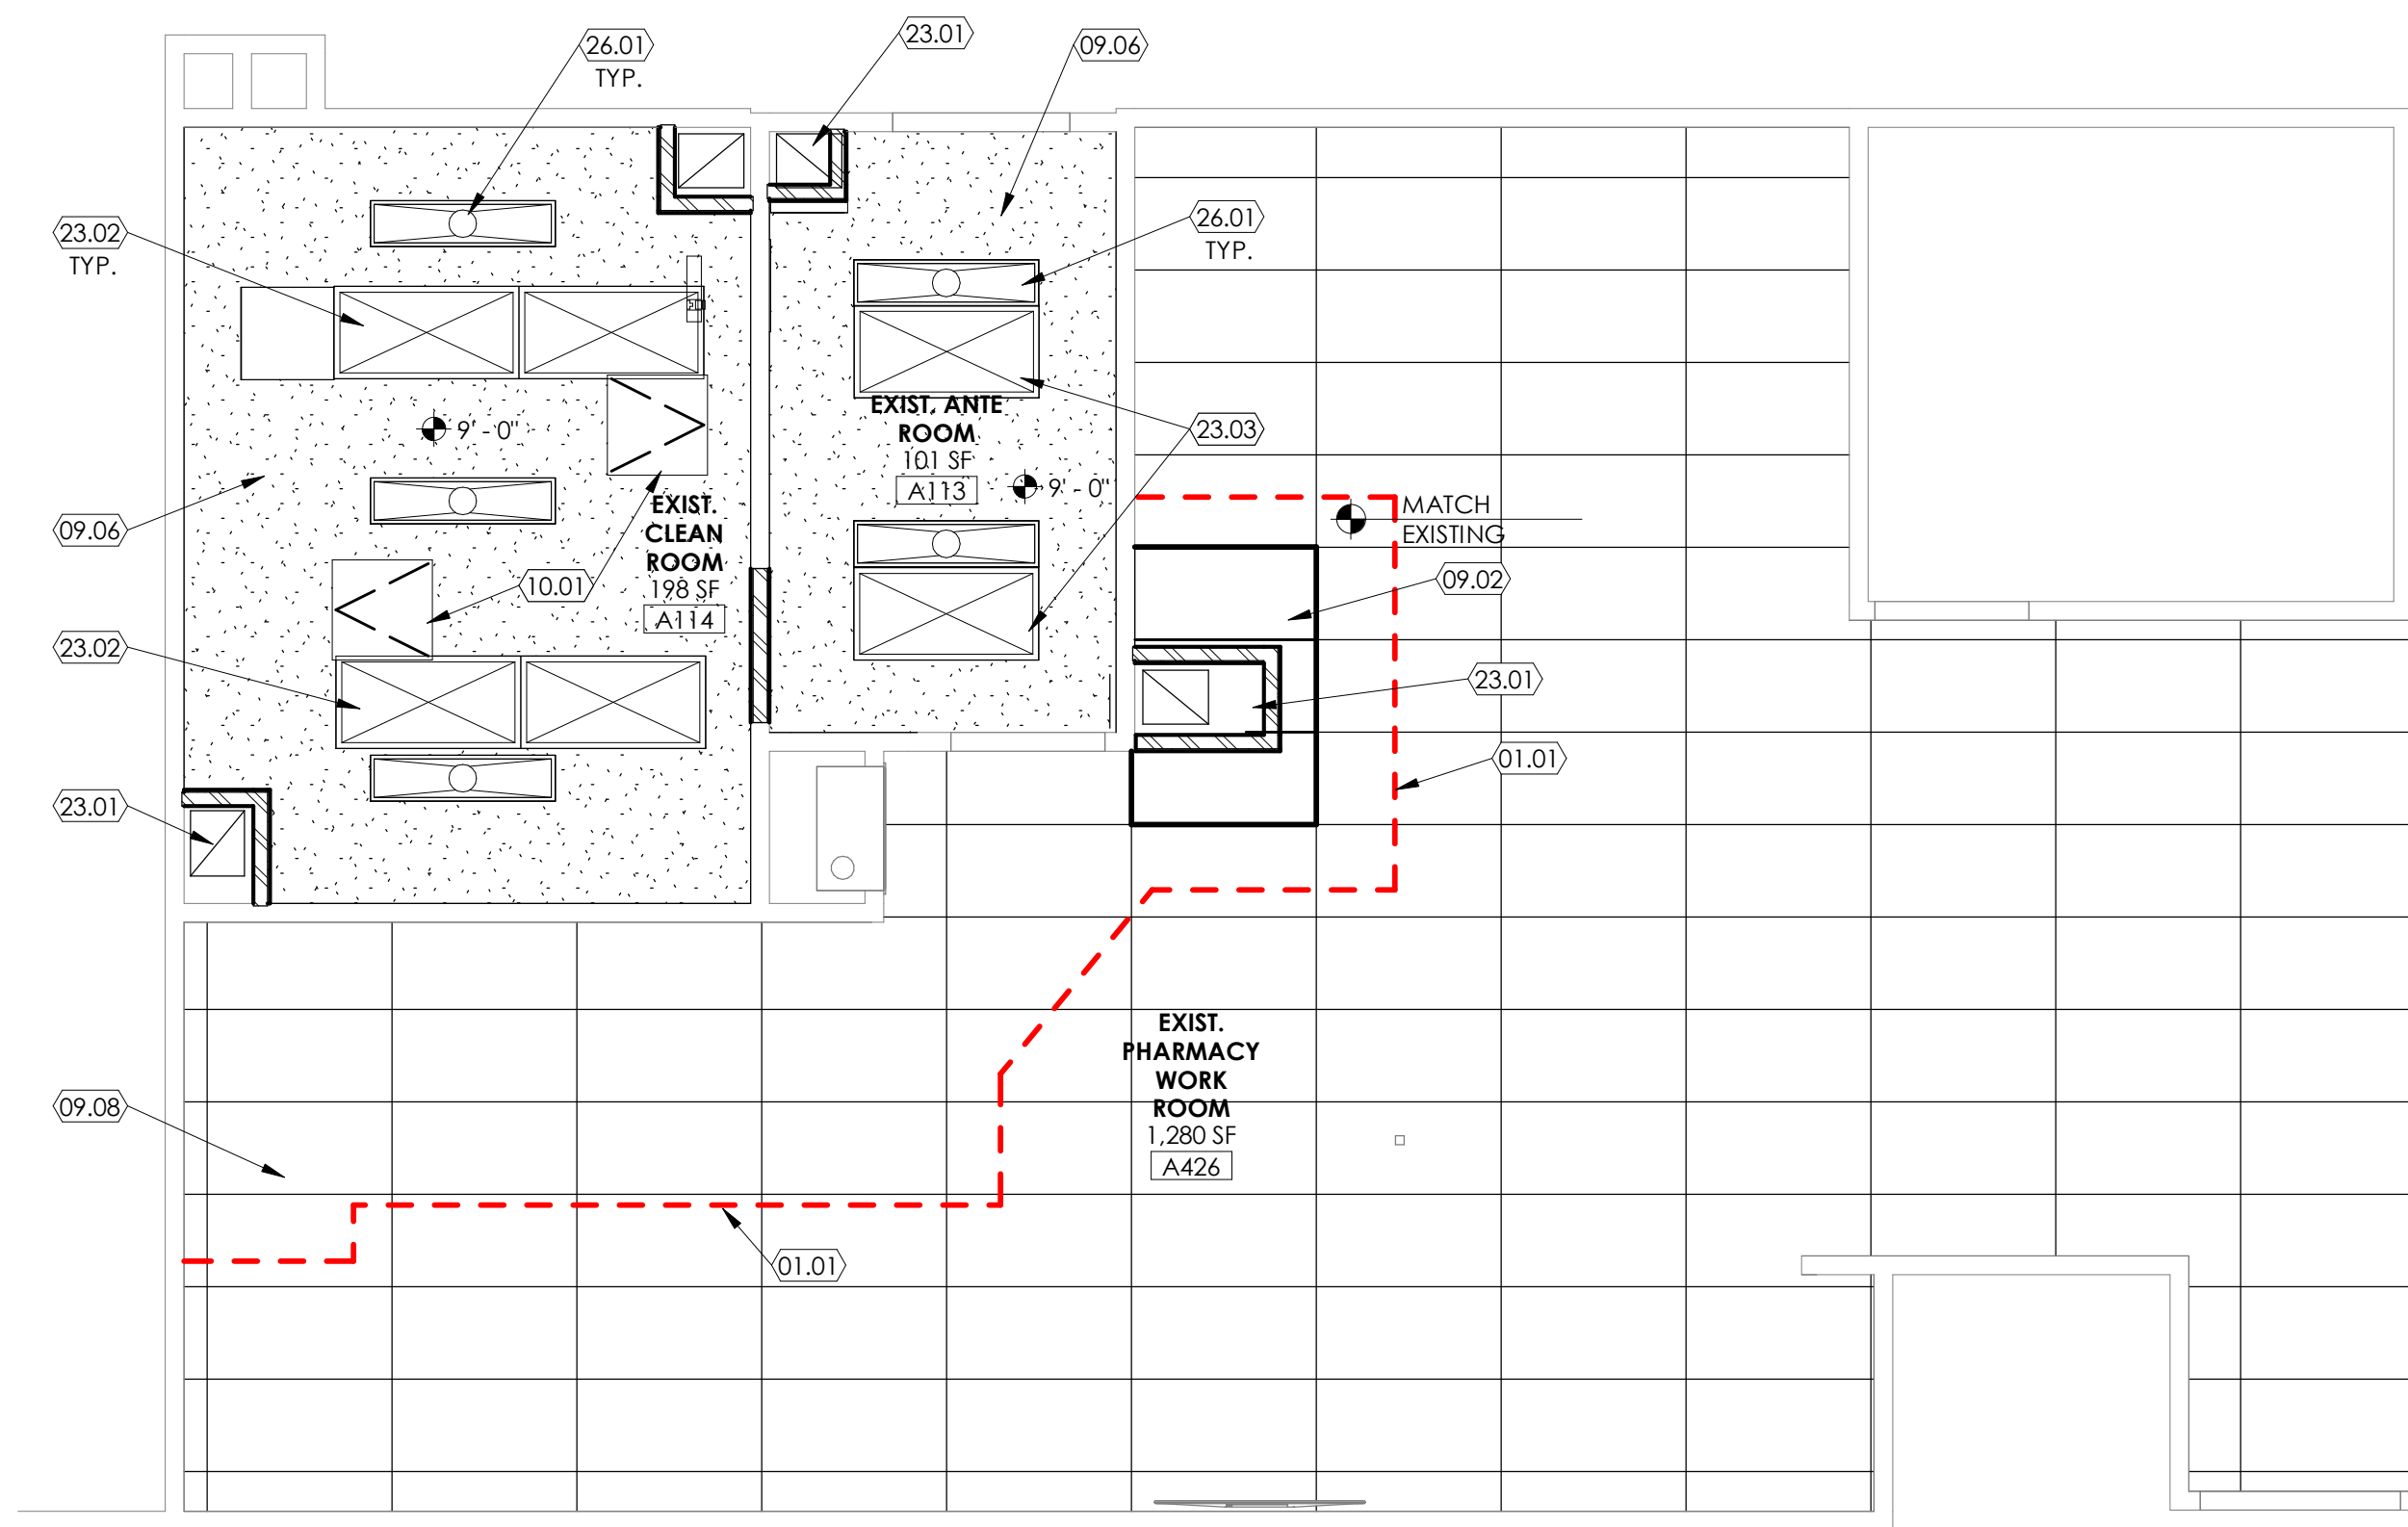 23.01
26.01
TYP.
09.06
26.01
TYP.
23.02
TYP.
EXIST. ANTE
ROOM
101 SF
A113
9' - 0"
9' - 0"
23.03
MATCH
EXISTING
09.06
EXIST.
CLEAN
ROOM
198 SF
A114
10.01
09.02
23.02
23.01
01.01
23.01
EXIST.
PHARMACY
WORK
ROOM
1,280 SF
A426
09.08
01.01